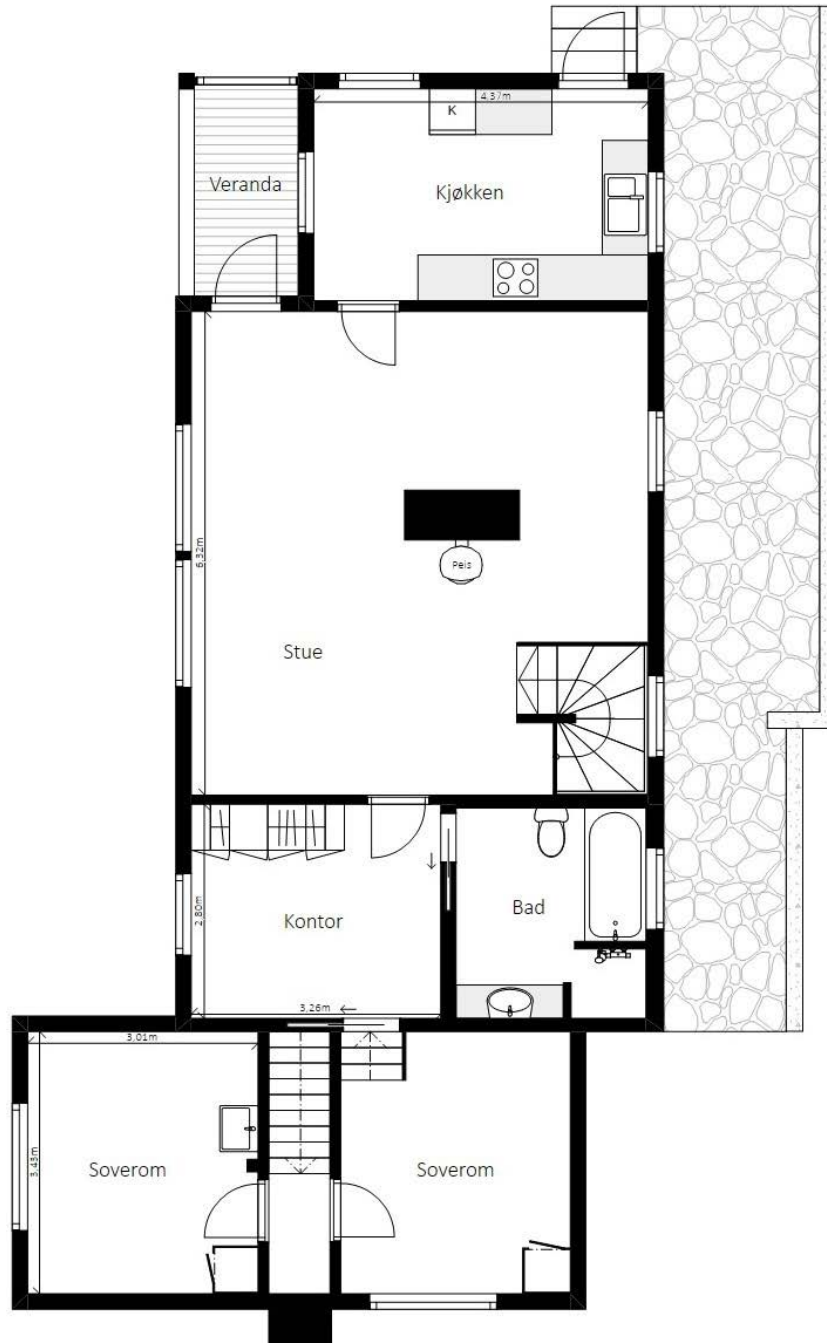 4,37m
K
Veranda
Kjøkken
6,32m
Peis
Stue
2,80m
Kontor
Bad
3,26m
3,01m
3,43m
Soverom
Soverom